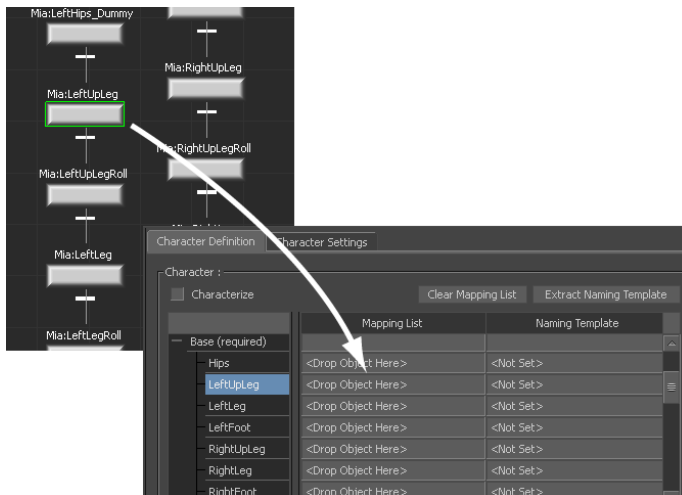 Mia:LeftHips_Dummy
Mia:RightUpLeg
Mia:LeftUpLeg
Mia:RightUpLegRoll
Mia:LeftUpLegRoll
Mia:LeftLeg
Mia:LeftLegRoll
Character Definition
Character Settings
Character :
Characterize
Clear Mapping List
Extract Naming Template
Mapping List
Naming Template
Base (required)
Hips <Drop Object Here> <Not Set>
LeftUpLeg <Drop Object Here> <Not Set>
LeftLeg <Drop Object Here> <Not Set>
LeftFoot <Drop Object Here> <Not Set>
RightUpLeg <Drop Object Here> <Not Set>
RightLeg <Drop Object Here> <Not Set>
RightFoot <Drop Object Here> <Not Set>